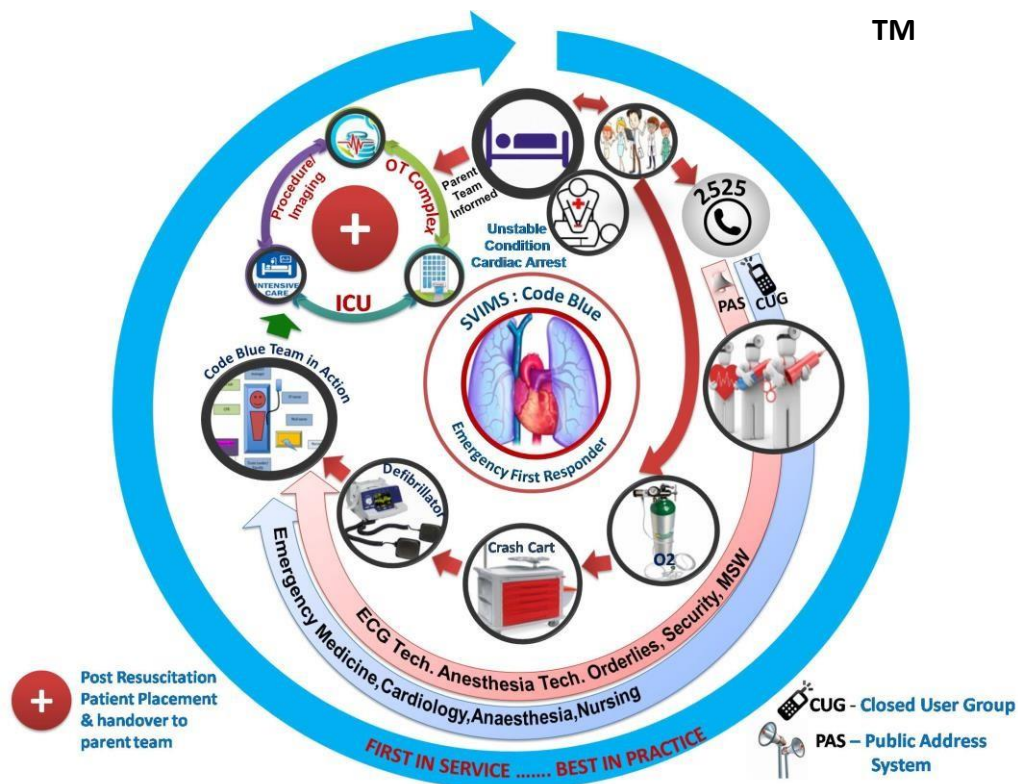 TM
Procedure/
Imaging
OT Complex
Parent
Team
Informed
INTENSIVE
CARE
ICU
2525
Unstable
Condition
Cardiac Arrest
PAS
CUG
SVIMS : Code Blue
Emergency First Responder
Code Blue Team in Action
Defibrillator
Crash Cart
O2
ECG Tech. Anesthesia Tech. Orderlies, Security, MSW
Emergency Medicine,Cardiology,Anaesthesia,Nursing
FIRST IN SERVICE ....... BEST IN PRACTICE
Post Resuscitation
Patient Placement
& handover to
parent team
CUG - Closed User Group
PAS – Public Address
System